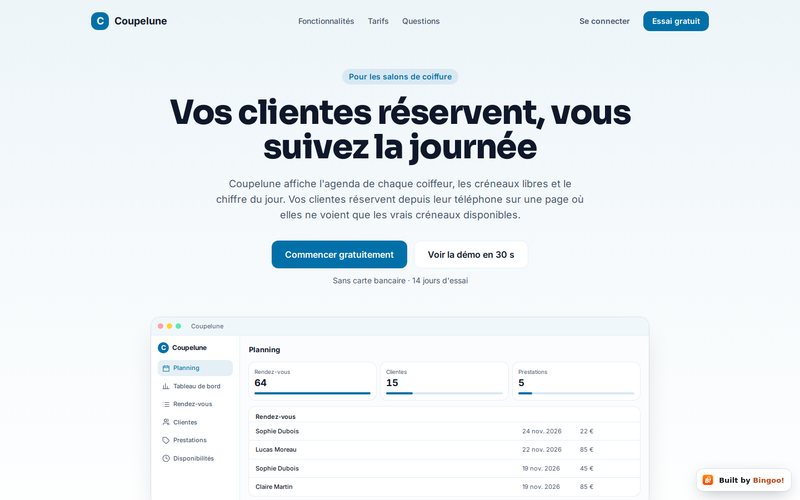 C Coupelune
Fonctionnalités Tarifs Questions
Se connecter
Essai gratuit
Pour les salons de coiffure
Vos clientes réservent, vous
suivez la journée
Coupelune affiche l'agenda de chaque coiffeur, les créneaux libres et le
chiffre du jour. Vos clientes réservent depuis leur téléphone sur une page où
elles ne voient que les vrais créneaux disponibles.
Commencer gratuitement
Voir la démo en 30 s
Sans carte bancaire · 14 jours d'essai
Coupelune
C Coupelune
Planning
Tableau de bord
Rendez-vous
Clientes
Prestations
Disponibilités
Planning
Rendez-vous
64
Clientes
15
Prestations
5
Rendez-vous
Sophie Dubois 24 nov. 2026 22 €
Lucas Moreau 22 nov. 2026 85 €
Sophie Dubois 19 nov. 2026 45 €
Claire Martin 19 nov. 2026 85 €
Built by Bingoo!